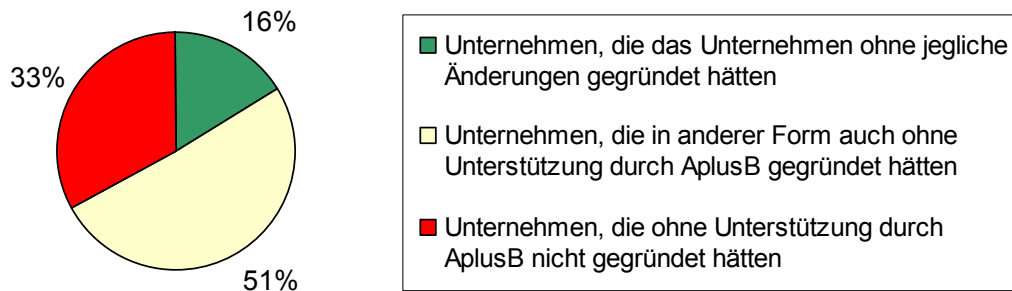 16%
33%
51%
Unternehmen, die das Unternehmen ohne jegliche
Änderungen gegründet hätten
Unternehmen, die in anderer Form auch ohne
Unterstützung durch AplusB gegründet hätten
Unternehmen, die ohne Unterstützung durch
AplusB nicht gegründet hätten